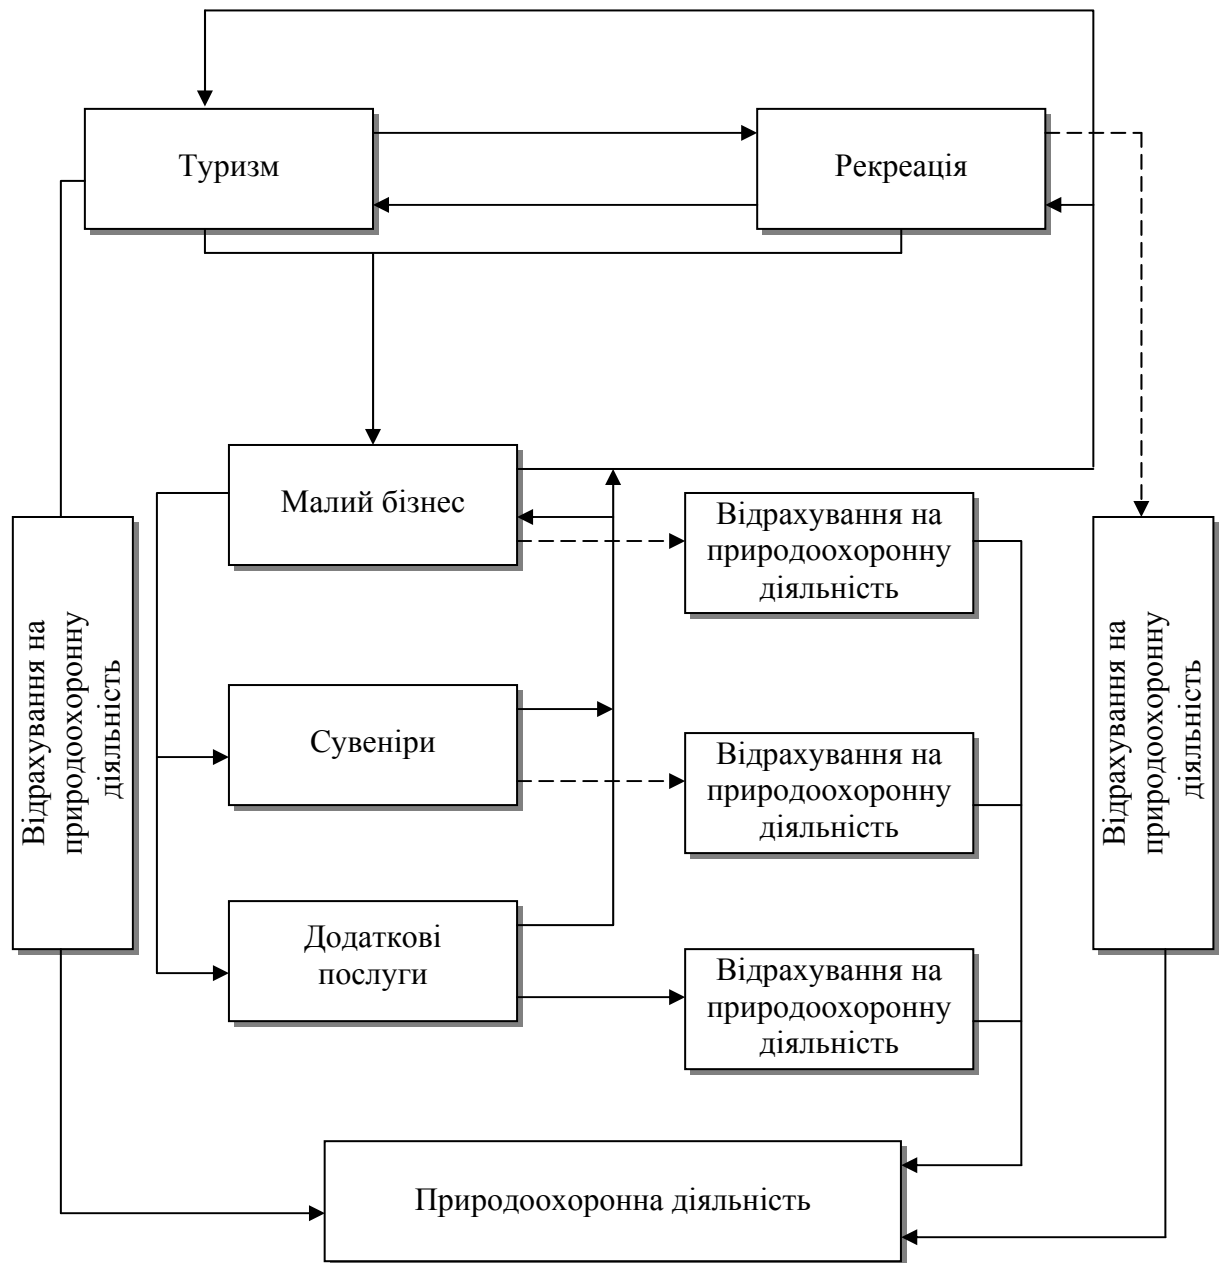 Туризм
Рекреація
Малий бізнес
Відрахування на
природоохоронну
діяльність
Відрахування на
природоохоронну
діяльність
Відрахування на
природоохоронну
діяльність
Сувеніри
Відрахування на
природоохоронну
діяльність
Додаткові
послуги
Відрахування на
природоохоронну
діяльність
Природоохоронна діяльність